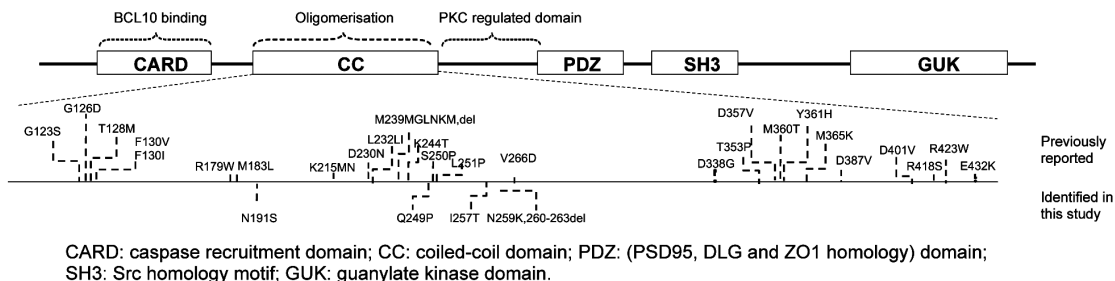 BCL10 binding
Oligomerisation
PKC regulated domain
CARD
CC
PDZ
SH3
GUK
G126D
G123S
T128M
F130V
F130I
R179W
M183L
K215MN
D230N
L232LI
M239MGLNKM,del
K244T
S250P
L251P
V266D
D338G
T353P
D357V
M360T
Y361H
M365K
D387V
D401V
R418S
R423W
E432K
Previously
reported
N191S
Q249P
I257T
N259K,260-263del
Identified in
this study
CARD: caspase recruitment domain; CC: coiled-coil domain; PDZ: (PSD95, DLG and ZO1 homology) domain;
SH3: Src homology motif; GUK: guanylate kinase domain.